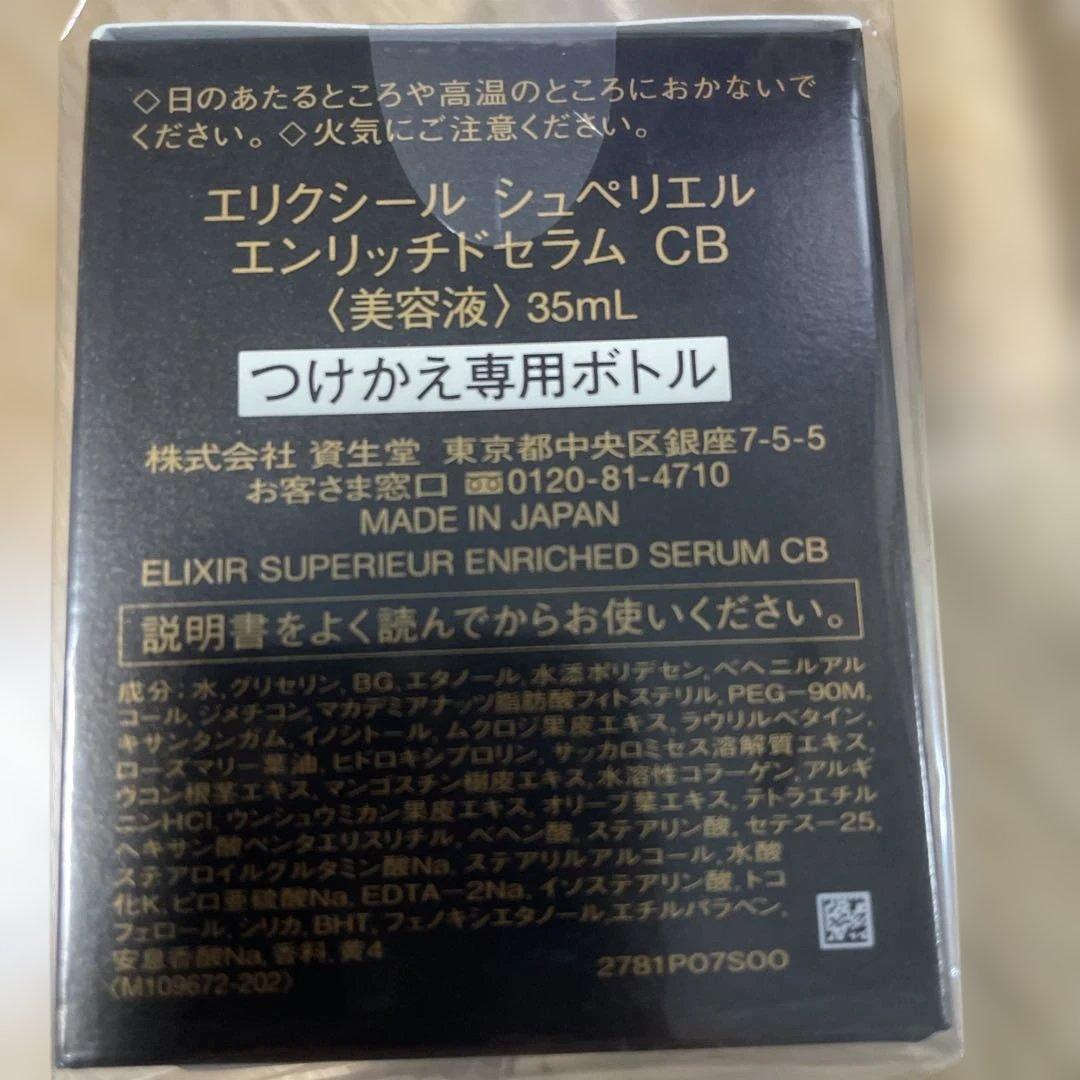 ◇日のあたるところや高温のところにおかないで
ください。◇火気にご注意ください。
エリクシール シュペリエル
エンリッチドセラム CB
〈美容液〉35mL
つけかえ専用ボトル
株式会社 資生堂 東京都中央区銀座7-5-5
お客さま窓口 0120-81-4710
MADE IN JAPAN
ELIXIR SUPERIEUR ENRICHED SERUM CB
説明書をよく読んでからお使いください。
成分：水,グリセリン,BG,エタノール,水添ポリデセン,ベヘニルアル
コール,ジメチコン,マカデミアナッツ脂肪酸フィトステリル,PEG－90M,
キサンタンガム,イノシトール,ムクロジ果皮エキス,ラウリルベタイン,
ローズマリー葉油,ヒドロキシプロリン,サッカロミセス溶解質エキス,
ヴコン根茎エキス,マンゴスチン樹皮エキス,水溶性コラーゲン,アルギ
ニンHCl,ウンシュウミカン果皮エキス,オリーブ葉エキス,テトラエチル
ヘキサン酸ペンタエリスリチル,ベヘン酸,ステアリン酸,セテス－25,
ステアロイルグルタミン酸Na,ステアリルアルコール,水酸
化K,ピロ亜硫酸Na,EDTA－2Na,イソステアリン酸,トコ
フェロール,シリカ,BHT,フェノキシエタノール,エチルパラベン,
安息香酸Na,香料,黄4
〈M109672-202〉
2781P07S00